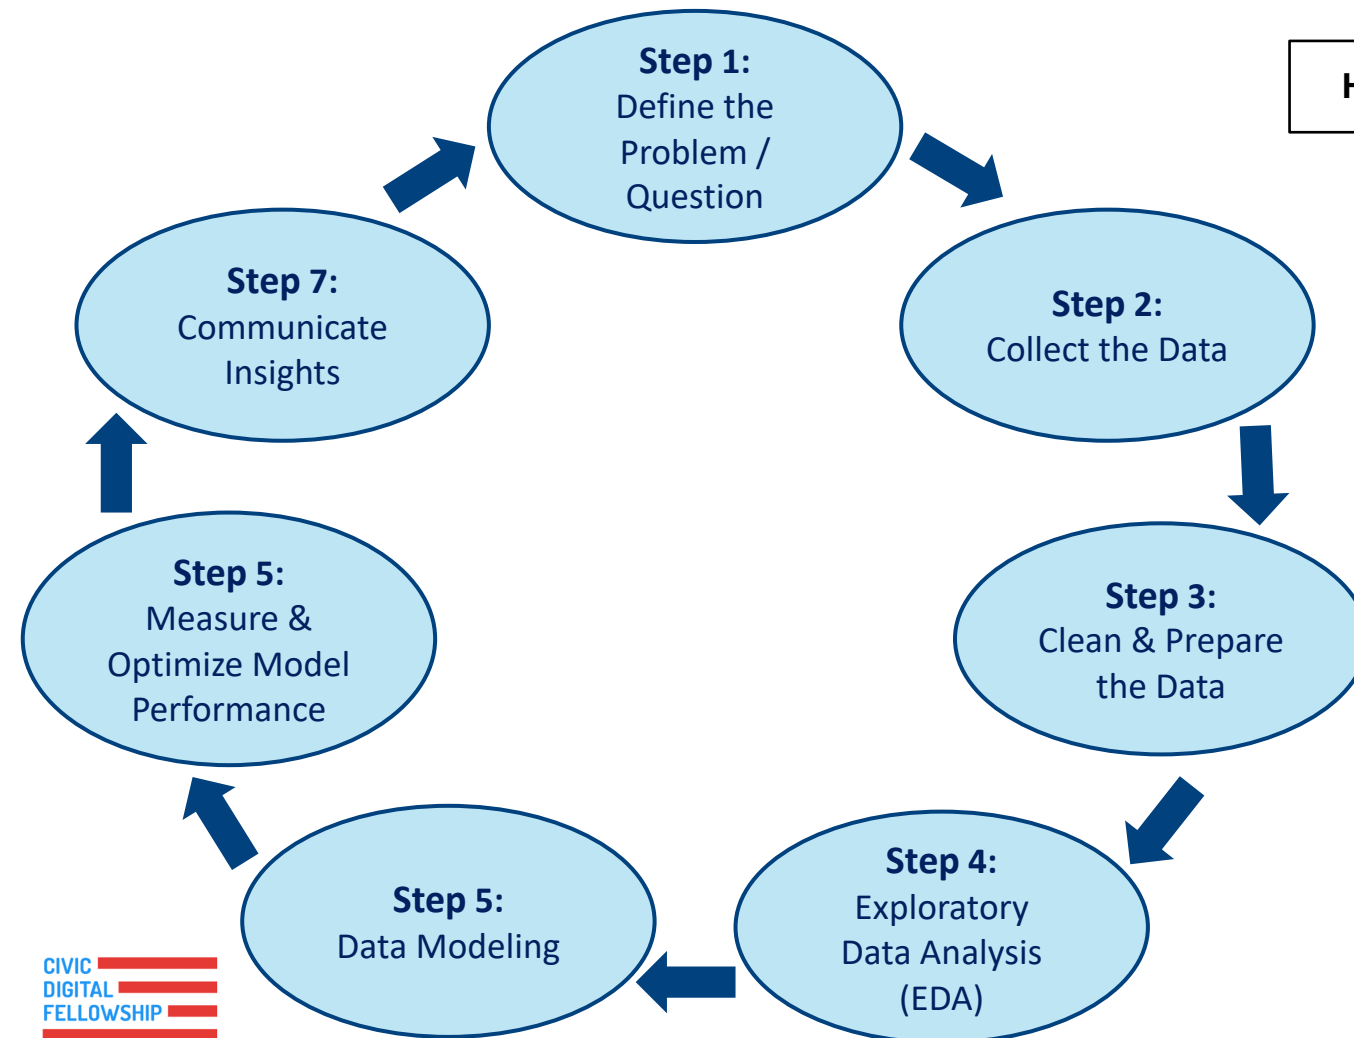 Step 1:
Define the
Problem /
Question
H
Step 2:
Collect the Data
Step 3:
Clean & Prepare
the Data
Step 4:
Exploratory
Data Analysis
(EDA)
Step 5:
Data Modeling
Step 5:
Measure &
Optimize Model
Performance
Step 7:
Communicate
Insights
CIVIC
DIGITAL
FELLOWSHIP